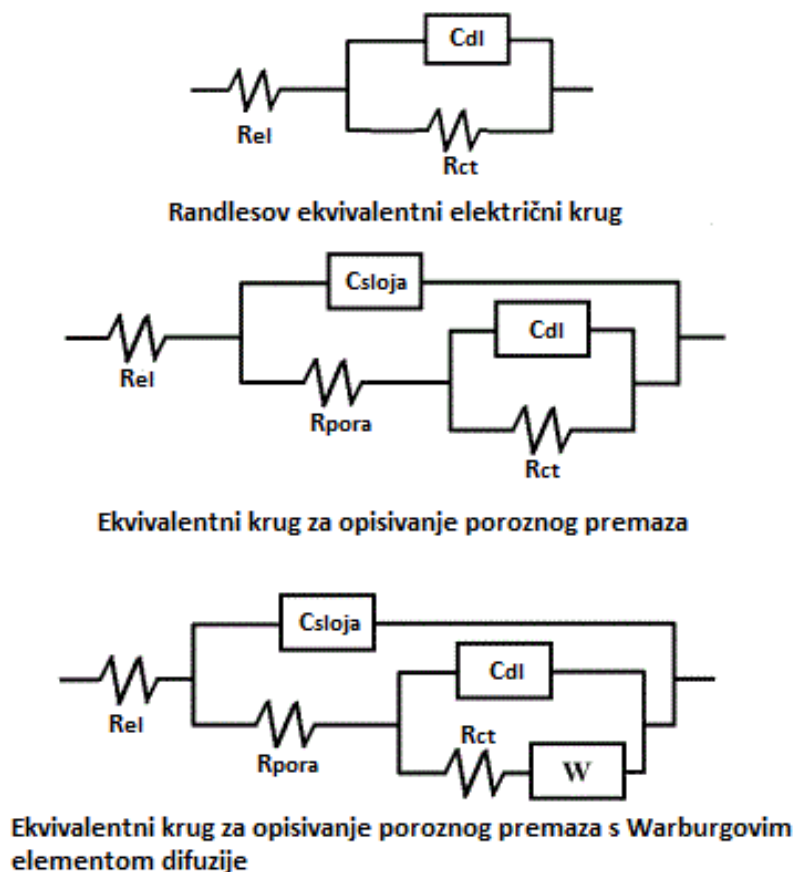 Cdl
Rel
Rct
Randlesov ekvivalentni električni krug
Csloja
Cdl
Rel
Rpora
Rct
Ekvivalentni krug za opisivanje poroznog premaza
Csloja
Cdl
Rel
Rct
Rpora
W
Ekvivalentni krug za opisivanje poroznog premaza s Warburgovim
elementom difuzije